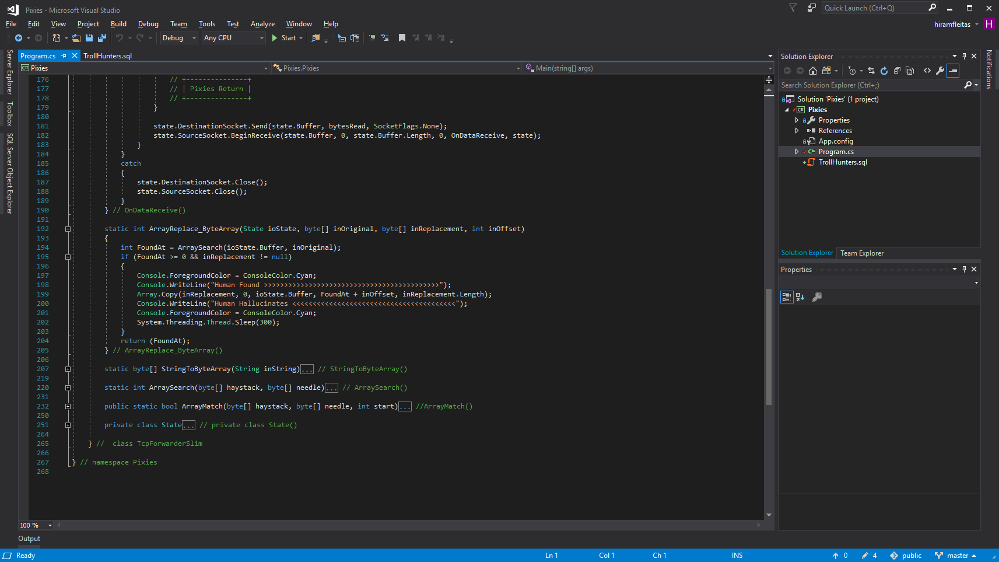 Pixies - Microsoft Visual Studio
Quick Launch (Ctrl+Q)
File Edit View Project Build Debug Team Tools Test Analyze Window Help
hiramfleitas H
Debug Any CPU Start
Server Explorer
Toolbox
SQL Server Object Explorer
Program.cs TrollHunters.sql
C# Pixies Pixies.Pixies Main(string[] args)
176 // +---------------+
177 // | Pixies Return |
178 // +---------------+
179 }
180
181 state.DestinationSocket.Send(state.Buffer, bytesRead, SocketFlags.None);
182 state.SourceSocket.BeginReceive(state.Buffer, 0, state.Buffer.Length, 0, OnDataReceive, state);
183 }
184 }
185 catch
186 {
187 state.DestinationSocket.Close();
188 state.SourceSocket.Close();
189 }
190 } // OnDataReceive()
191
192 static int ArrayReplace_ByteArray(State ioState, byte[] inOriginal, byte[] inReplacement, int inOffset)
193 {
194 int FoundAt = ArraySearch(ioState.Buffer, inOriginal);
195 if (FoundAt >= 0 && inReplacement != null)
196 {
197 Console.ForegroundColor = ConsoleColor.Cyan;
198 Console.WriteLine("Human Found >>>>>>>>>>>>>>>>>>>>>>>>>>>>>>>>>>>>>>>>>>>");
199 Array.Copy(inReplacement, 0, ioState.Buffer, FoundAt + inOffset, inReplacement.Length);
200 Console.WriteLine("Human Hallucinates <<<<<<<<<<<<<<<<<<<<<<<<<<<<<<<<<<<<<<<<");
201 Console.ForegroundColor = ConsoleColor.Cyan;
202 System.Threading.Thread.Sleep(300);
203 }
204 return (FoundAt);
205 } // ArrayReplace_ByteArray()
206
207 static byte[] StringToByteArray(String inString)... // StringToByteArray()
219
220 static int ArraySearch(byte[] haystack, byte[] needle)... // ArraySearch()
231
232 public static bool ArrayMatch(byte[] haystack, byte[] needle, int start)... //ArrayMatch()
250
251 private class State... // private class State()
264
265 } //  class TcpForwarderSlim
266
267 } // namespace Pixies
268
100 %
Output
Solution Explorer
Search Solution Explorer (Ctrl+;)
Solution 'Pixies' (1 project)
C# Pixies
Properties
References
App.config
C# Program.cs
TrollHunters.sql
Solution Explorer Team Explorer
Properties
Notifications
Ready Ln 1 Col 1 Ch 1 INS 0 4 public master